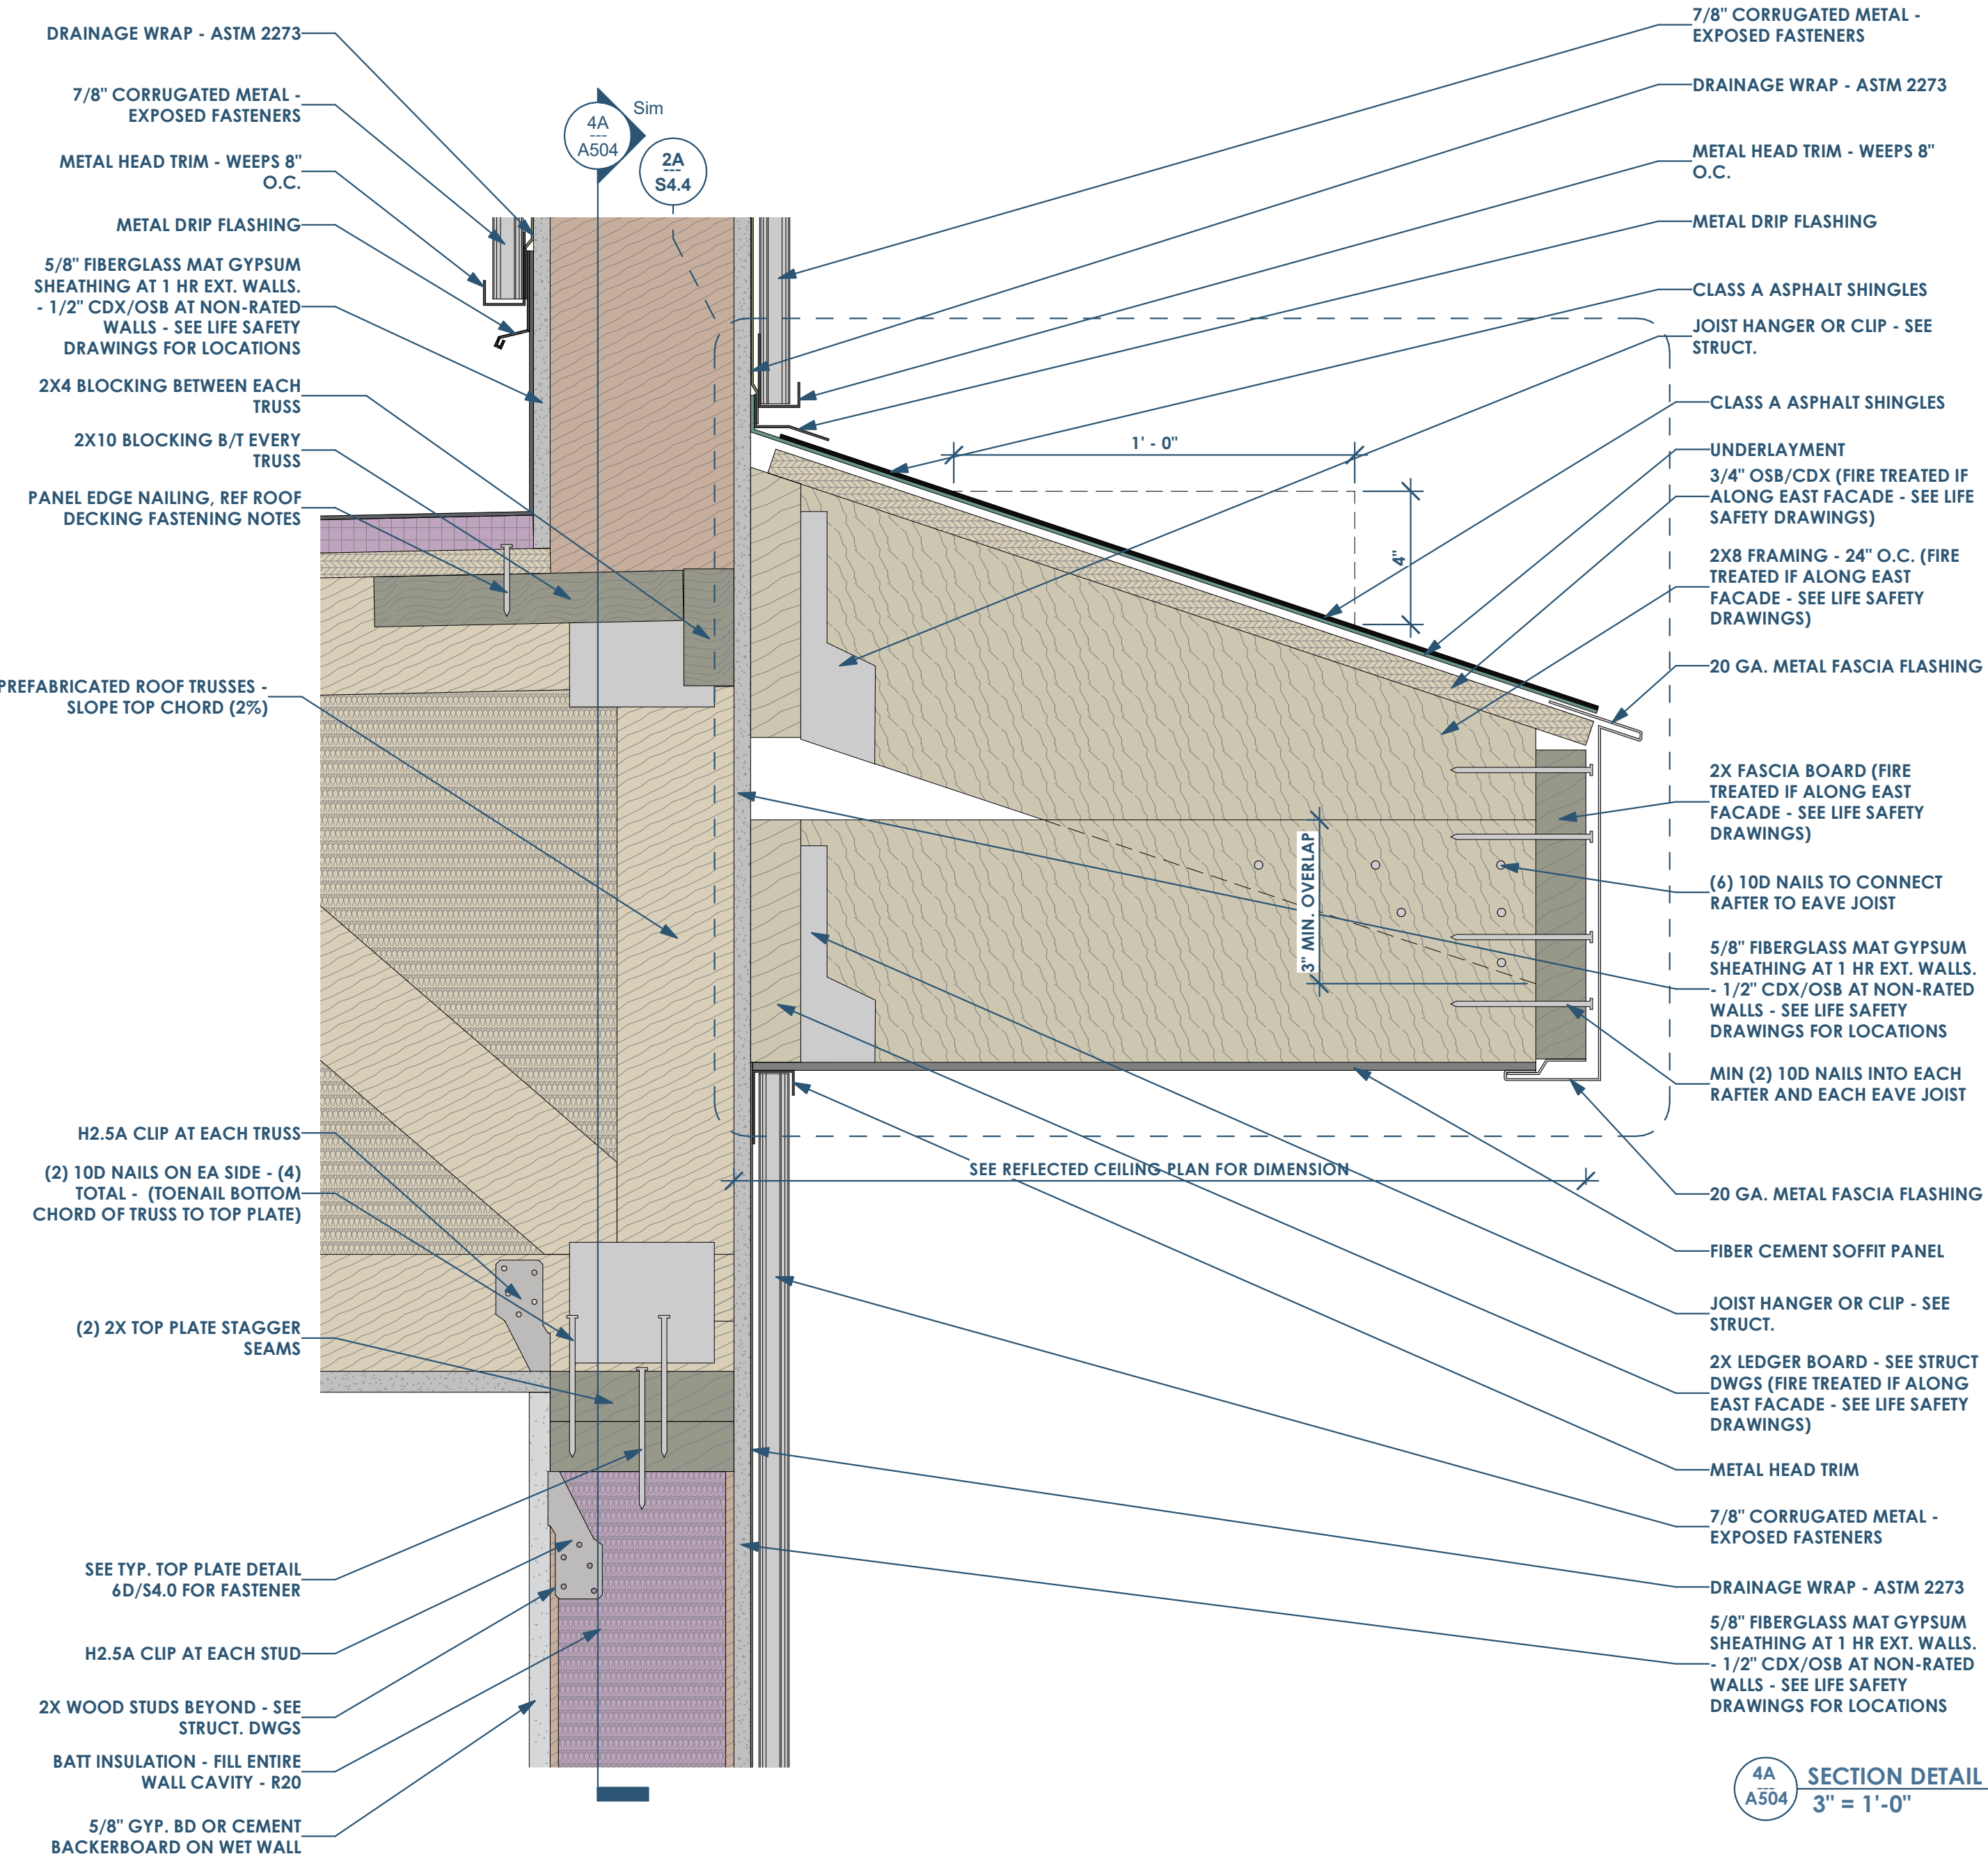 DRAINAGE WRAP - ASTM 2273
7/8" CORRUGATED METAL -
EXPOSED FASTENERS
METAL HEAD TRIM - WEEPS 8"
O.C.
METAL DRIP FLASHING
5/8" FIBERGLASS MAT GYPSUM
SHEATHING AT 1 HR EXT. WALLS.
- 1/2" CDX/OSB AT NON-RATED
WALLS - SEE LIFE SAFETY
DRAWINGS FOR LOCATIONS
2X4 BLOCKING BETWEEN EACH
TRUSS
2X10 BLOCKING B/T EVERY
TRUSS
PANEL EDGE NAILING, REF ROOF
DECKING FASTENING NOTES
PREFABRICATED ROOF TRUSSES -
SLOPE TOP CHORD (2%)
H2.5A CLIP AT EACH TRUSS
(2) 10D NAILS ON EA SIDE - (4)
TOTAL - (TOENAIL BOTTOM
CHORD OF TRUSS TO TOP PLATE)
(2) 2X TOP PLATE STAGGER
SEAMS
SEE TYP. TOP PLATE DETAIL
6D/S4.0 FOR FASTENER
H2.5A CLIP AT EACH STUD
2X WOOD STUDS BEYOND - SEE
STRUCT. DWGS
BATT INSULATION - FILL ENTIRE
WALL CAVITY - R20
5/8" GYP. BD OR CEMENT
BACKERBOARD ON WET WALL
4A
---
A504
Sim
2A
---
S4.4
1' - 0"
4"
3" MIN. OVERLAP
SEE REFLECTED CEILING PLAN FOR DIMENSION
7/8" CORRUGATED METAL -
EXPOSED FASTENERS
DRAINAGE WRAP - ASTM 2273
METAL HEAD TRIM - WEEPS 8"
O.C.
METAL DRIP FLASHING
CLASS A ASPHALT SHINGLES
JOIST HANGER OR CLIP - SEE
STRUCT.
CLASS A ASPHALT SHINGLES
UNDERLAYMENT
3/4" OSB/CDX (FIRE TREATED IF
ALONG EAST FACADE - SEE LIFE
SAFETY DRAWINGS)
2X8 FRAMING - 24" O.C. (FIRE
TREATED IF ALONG EAST
FACADE - SEE LIFE SAFETY
DRAWINGS)
20 GA. METAL FASCIA FLASHING
2X FASCIA BOARD (FIRE
TREATED IF ALONG EAST
FACADE - SEE LIFE SAFETY
DRAWINGS)
(6) 10D NAILS TO CONNECT
RAFTER TO EAVE JOIST
5/8" FIBERGLASS MAT GYPSUM
SHEATHING AT 1 HR EXT. WALLS.
- 1/2" CDX/OSB AT NON-RATED
WALLS - SEE LIFE SAFETY
DRAWINGS FOR LOCATIONS
MIN (2) 10D NAILS INTO EACH
RAFTER AND EACH EAVE JOIST
20 GA. METAL FASCIA FLASHING
FIBER CEMENT SOFFIT PANEL
JOIST HANGER OR CLIP - SEE
STRUCT.
2X LEDGER BOARD - SEE STRUCT
DWGS (FIRE TREATED IF ALONG
EAST FACADE - SEE LIFE SAFETY
DRAWINGS)
METAL HEAD TRIM
7/8" CORRUGATED METAL -
EXPOSED FASTENERS
DRAINAGE WRAP - ASTM 2273
5/8" FIBERGLASS MAT GYPSUM
SHEATHING AT 1 HR EXT. WALLS.
- 1/2" CDX/OSB AT NON-RATED
WALLS - SEE LIFE SAFETY
DRAWINGS FOR LOCATIONS
4A
---
A504
SECTION DETAIL
3" = 1'-0"